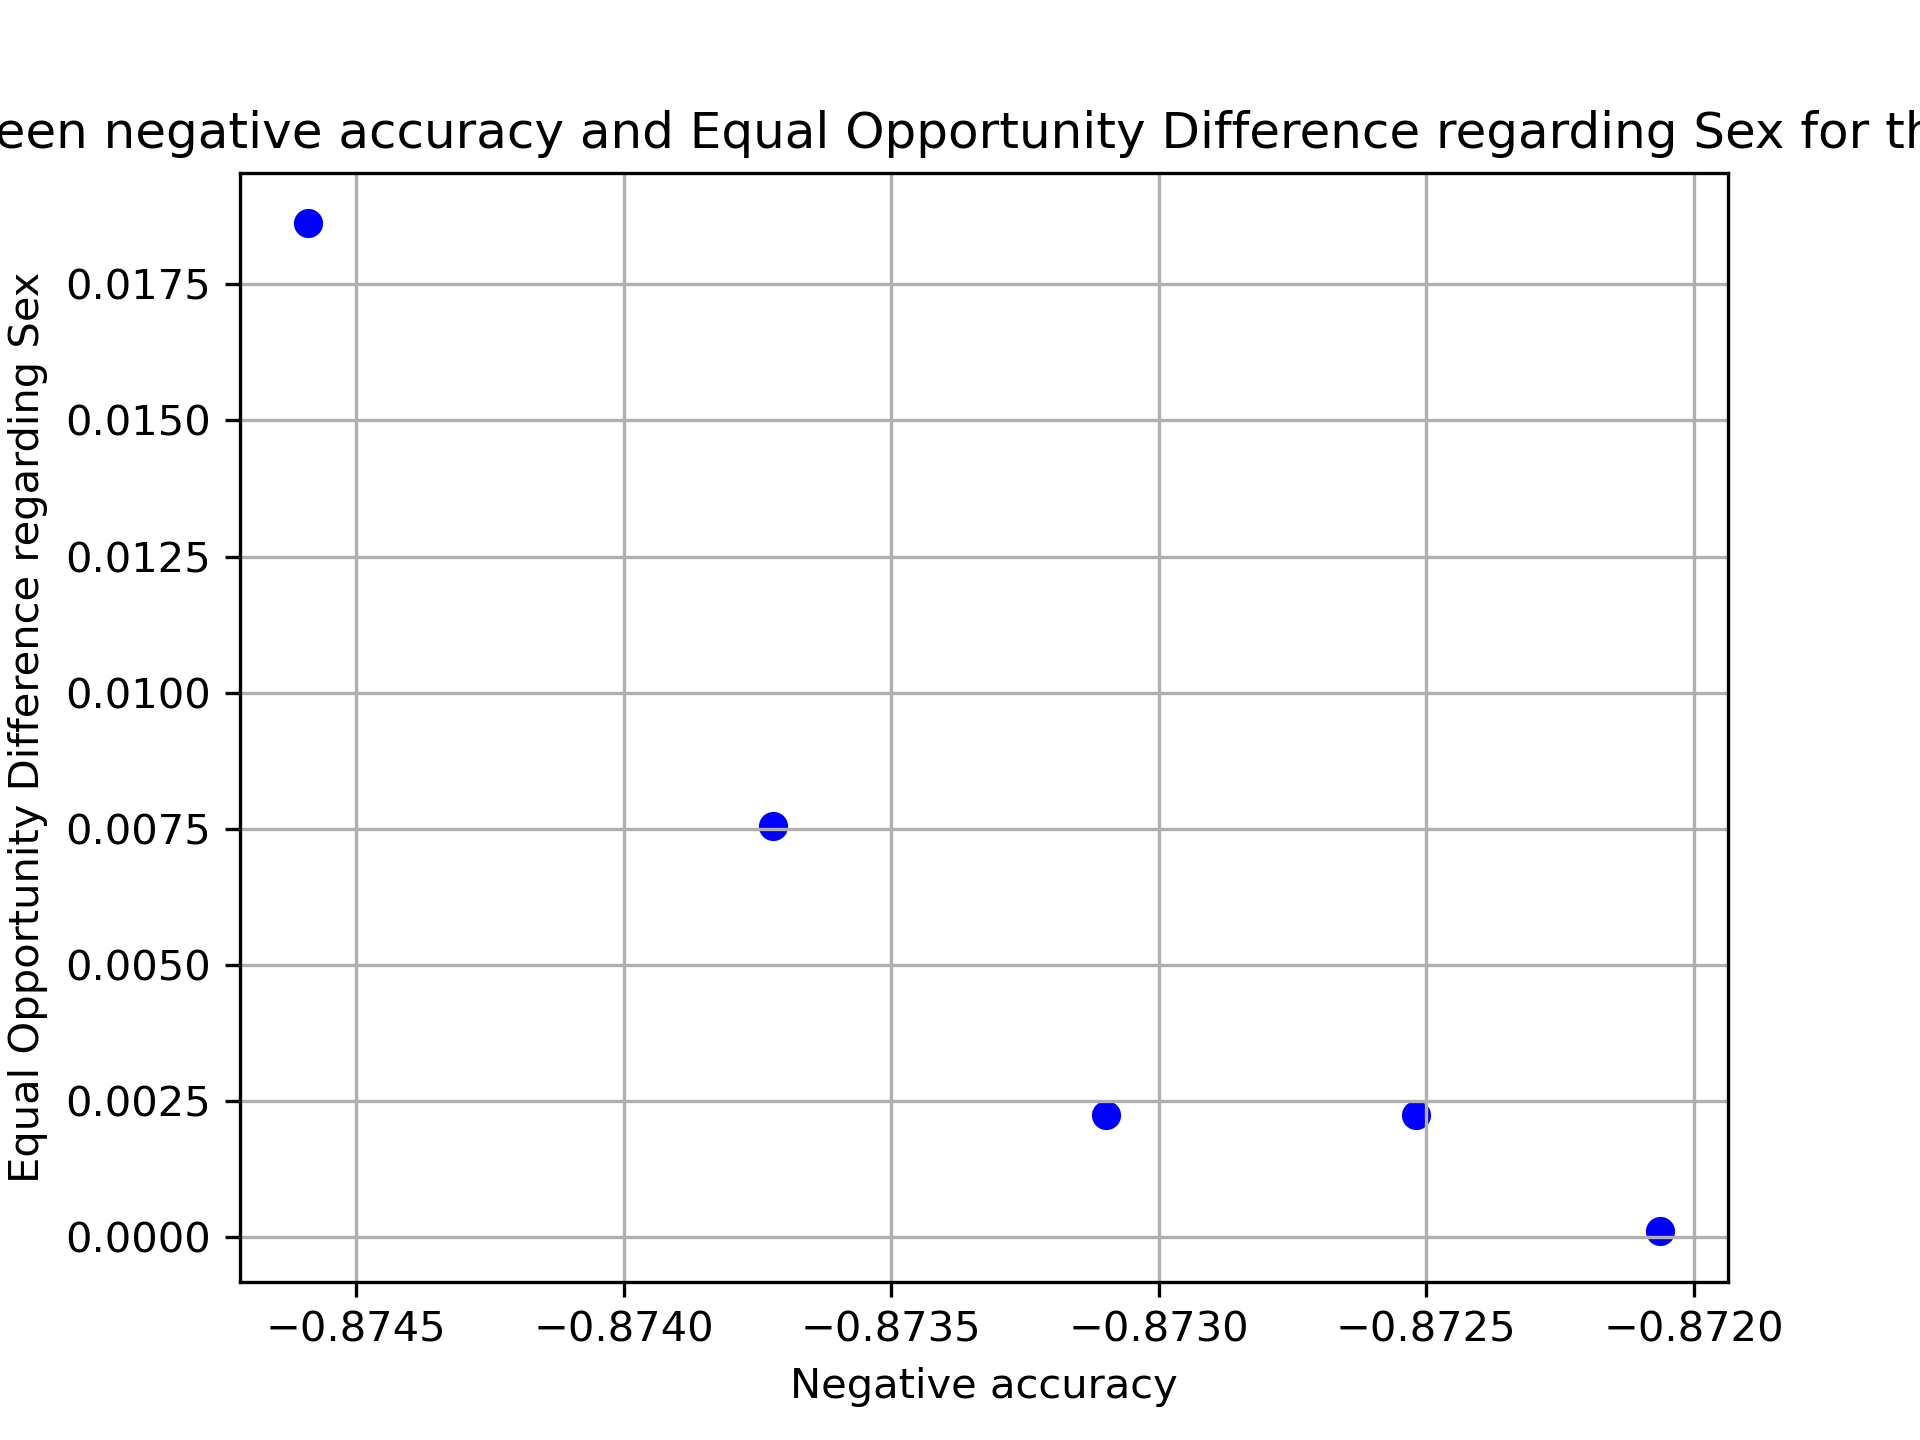 een negative accuracy and Equal Opportunity Difference regarding Sex for th
Equal Opportunity Difference regarding Sex
0.0175
0.0150
0.0125
0.0100
0.0075
0.0050
0.0025
0.0000
−0.8745 −0.8740 −0.8735 −0.8730 −0.8725 −0.8720
Negative accuracy